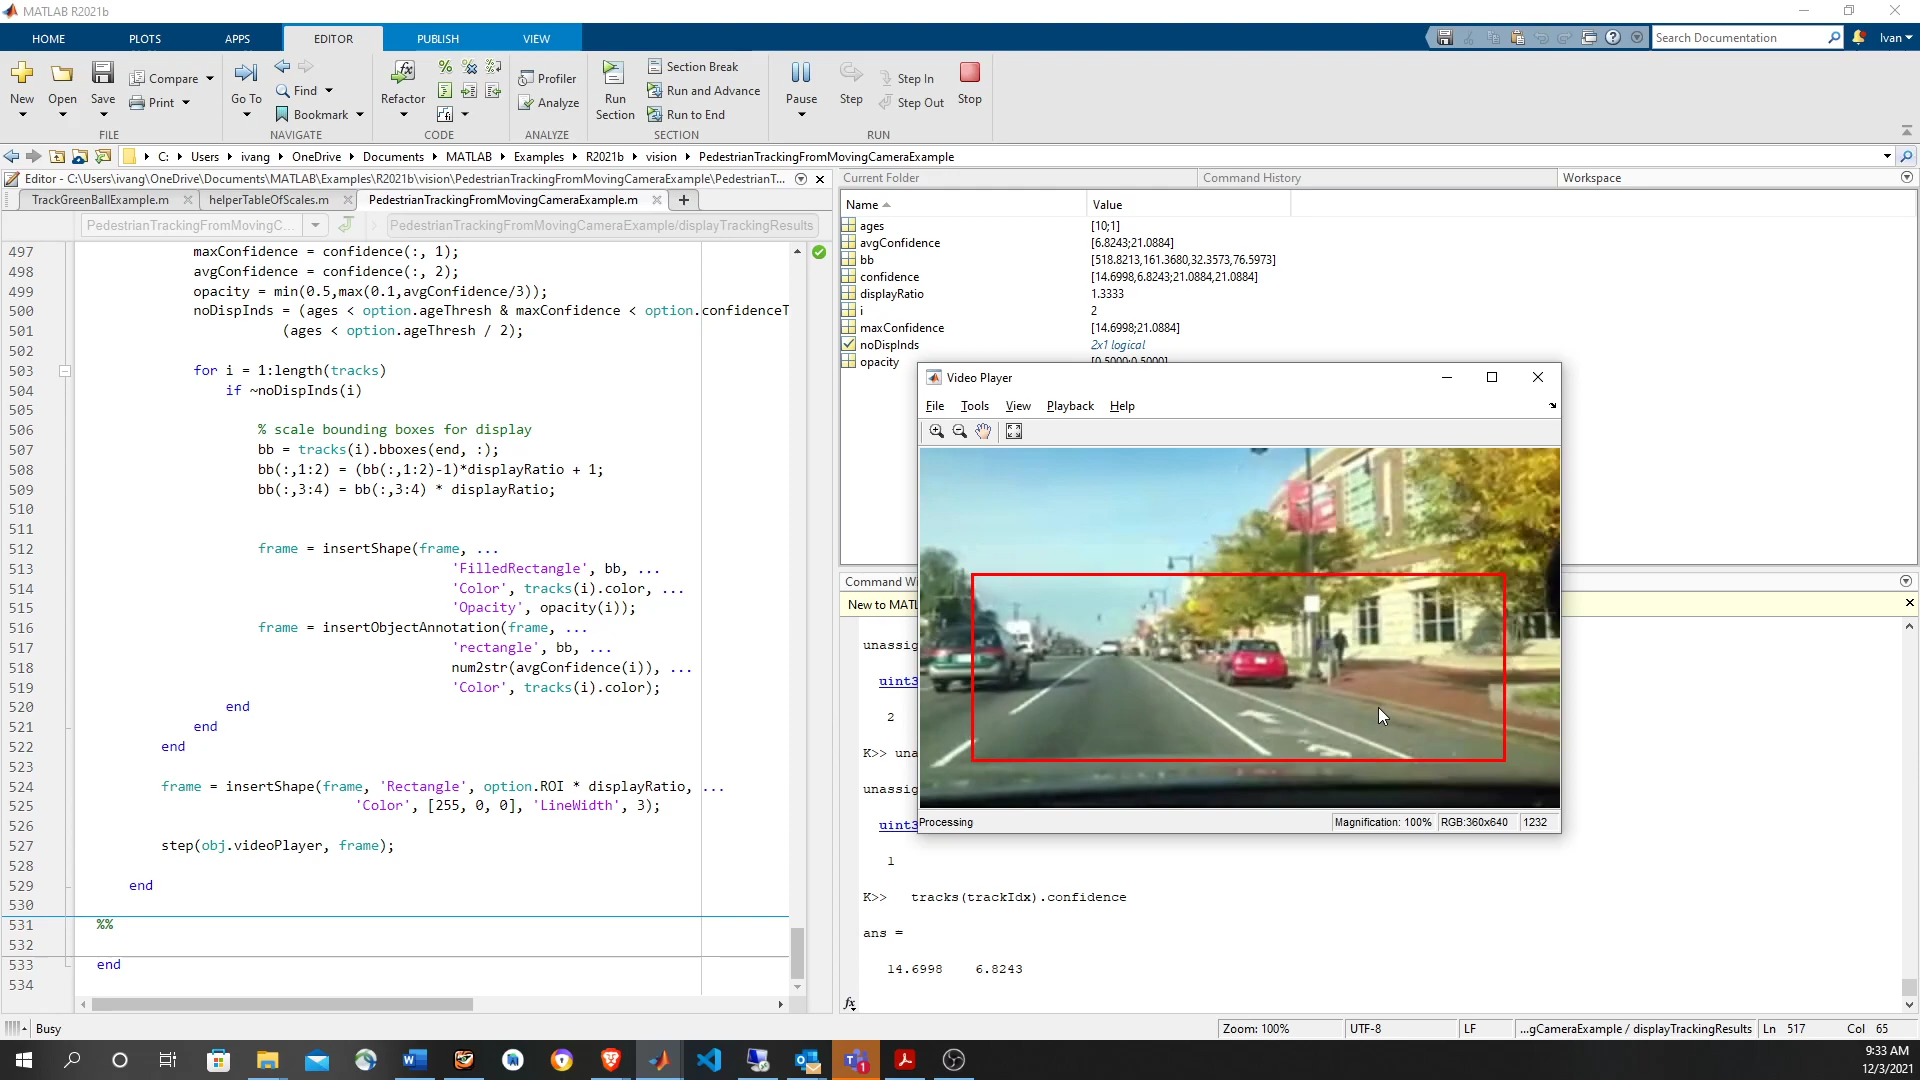 MATLAB R2021b
HOME PLOTS APPS EDITOR PUBLISH VIEW
Search Documentation
Ivan
New
Open
Save
Compare
Print
FILE
Go To
Find
Bookmark
NAVIGATE
Refactor
CODE
Profiler
Analyze
ANALYZE
Run Section
Section Break
Run and Advance
Run to End
SECTION
Pause
Step
Step In
Step Out
Stop
RUN
C: Users ivang OneDrive Documents MATLAB Examples R2021b vision PedestrianTrackingFromMovingCameraExample
Editor - C:\Users\ivang\OneDrive\Documents\MATLAB\Examples\R2021b\vision\PedestrianTrackingFromMovingCameraExample\PedestrianT...
TrackGreenBallExample.m helperTableOfScales.m PedestrianTrackingFromMovingCameraExample.m
PedestrianTrackingFromMovingC... PedestrianTrackingFromMovingCameraExample/displayTrackingResults
497 maxConfidence = confidence(:, 1);
498 avgConfidence = confidence(:, 2);
499 opacity = min(0.5,max(0.1,avgConfidence/3));
500 noDispInds = (ages < option.ageThresh & maxConfidence < option.confidenceT
501 (ages < option.ageThresh / 2);
502
503 for i = 1:length(tracks)
504 if ~noDispInds(i)
505
506 % scale bounding boxes for display
507 bb = tracks(i).bboxes(end, :);
508 bb(:,1:2) = (bb(:,1:2)-1)*displayRatio + 1;
509 bb(:,3:4) = bb(:,3:4) * displayRatio;
510
511
512 frame = insertShape(frame, ...
513 'FilledRectangle', bb, ...
514 'Color', tracks(i).color, ...
515 'Opacity', opacity(i));
516 frame = insertObjectAnnotation(frame, ...
517 'rectangle', bb, ...
518 num2str(avgConfidence(i)), ...
519 'Color', tracks(i).color);
520 end
521 end
522 end
523
524 frame = insertShape(frame, 'Rectangle', option.ROI * displayRatio, ...
525 'Color', [255, 0, 0], 'LineWidth', 3);
526
527 step(obj.videoPlayer, frame);
528
529 end
530
531 %%
532
533 end
534
Current Folder Command History Workspace
Name Value
ages [10;1]
avgConfidence [6.8243;21.0884]
bb [518.8213,161.3680,32.3573,76.5973]
confidence [14.6998,6.8243;21.0884,21.0884]
displayRatio 1.3333
i 2
maxConfidence [14.6998;21.0884]
noDispInds 2x1 logical
opacity [0.5000;0.5000]
Video Player
File Tools View Playback Help
Processing Magnification: 100% RGB:360x640 1232
Command Wi
New to MATL
unassig
uint3
2
K>> una
unassig
uint3
1
K>> tracks(trackIdx).confidence
ans =
14.6998 6.8243
fx
Busy Zoom: 100% UTF-8 LF ...gCameraExample / displayTrackingResults Ln 517 Col 65
9:33 AM
12/3/2021